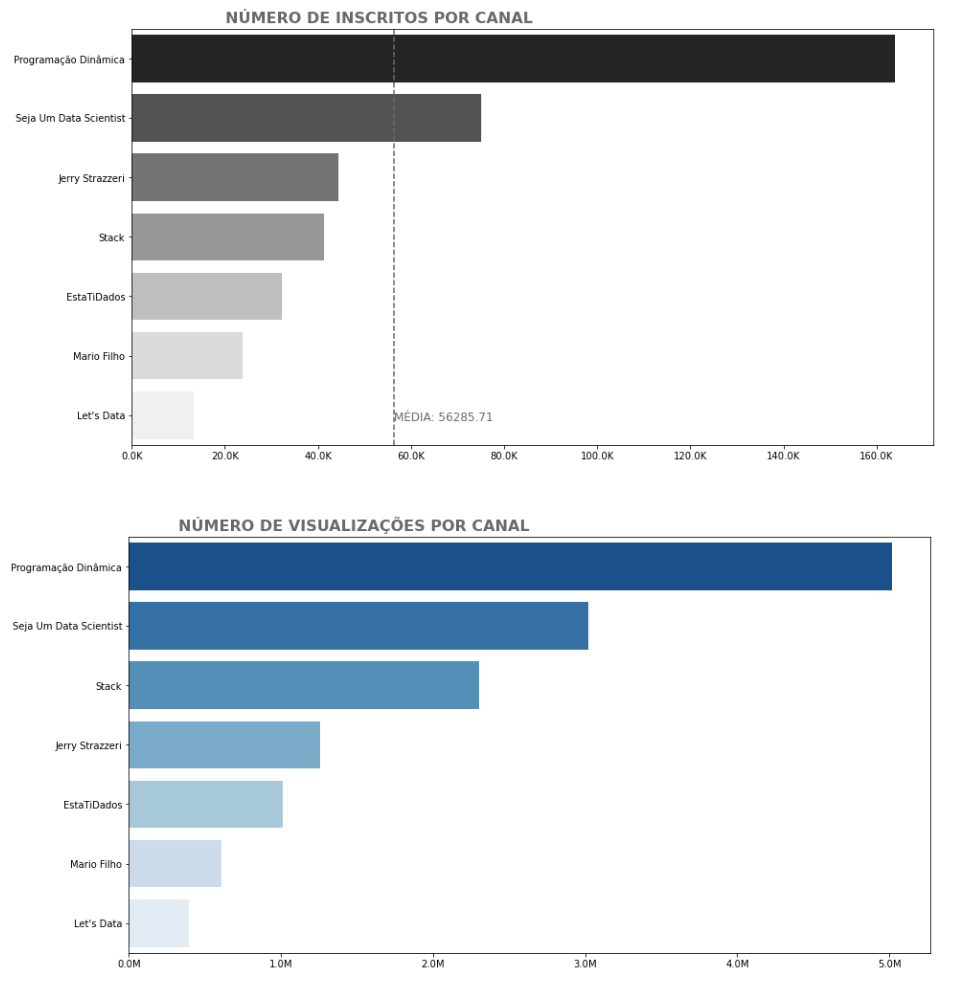 NÚMERO DE INSCRITOS POR CANAL
Programação Dinâmica
Seja Um Data Scientist
Jerry Strazzeri
Stack
EstaTiDados
Mario Filho
Let's Data
MÉDIA: 56285.71
0.0K 20.0K 40.0K 60.0K 80.0K 100.0K 120.0K 140.0K 160.0K
NÚMERO DE VISUALIZAÇÕES POR CANAL
Programação Dinâmica
Seja Um Data Scientist
Stack
Jerry Strazzeri
EstaTiDados
Mario Filho
Let's Data
0.0M 1.0M 2.0M 3.0M 4.0M 5.0M